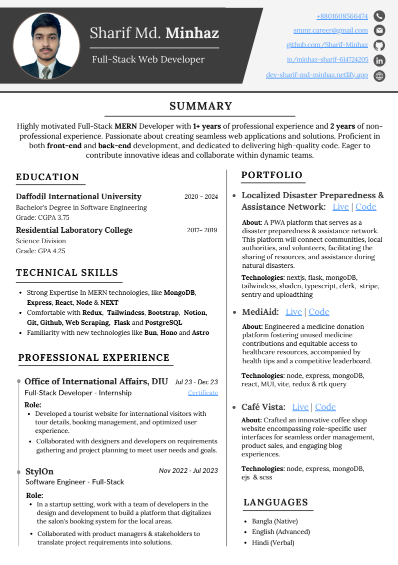 Sharif Md. Minhaz
Full-Stack Web Developer
+8801608566474
smmr.career@gmail.com
github.com/Sharif-Minhaz
in/minhaz-sharif-614724205
dev-sharif-md-minhaz.netlify.app
SUMMARY
Highly motivated Full-Stack MERN Developer with 1+ years of professional experience and 2 years of non-
professional experience. Passionate about creating seamless web applications and solutions. Proficient in
both front-end and back-end development, and dedicated to delivering high-quality code. Eager to
contribute innovative ideas and collaborate within dynamic teams.
EDUCATION
Daffodil International University 2020 – 2024
Bachelor's Degree in Software Engineering
Grade: CGPA 3.75
Residential Laboratory College 2017– 2019
Science Division
Grade: GPA 4.25
TECHNICAL SKILLS
• Strong Expertise In MERN technologies, like MongoDB,
Express, React, Node & NEXT
• Comfortable with Redux, Tailwindess, Bootstrap, Notion,
Git, Github, Web Scraping, Flask and PostgreSQL
• Familiarity with new technologies like Bun, Hono and Astro
PROFESSIONAL EXPERIENCE
Office of International Affairs, DIU Jul 23 - Dec 23
Full-Stack Developer - Internship Certificate
Role:
• Developed a tourist website for international visitors with
tour details, booking management, and optimized user
experience.
• Collaborated with designers and developers on requirements
gathering and project planning to meet user needs and goals.
StylOn Nov 2022 - Jul 2023
Software Engineer - Full-Stack
Role:
• In a startup setting, work with a team of developers in the
design and development to build a platform that digitalizes
the salon's booking system for the local areas.
• Collaborated with product managers & stakeholders to
translate project requirements into solutions.
PORTFOLIO
• Localized Disaster Preparedness &
Assistance Network: Live | Code
About: A PWA platform that serves as a
disaster preparedness & assistance network.
This platform will connect communities, local
authorities, and volunteers, facilitating the
sharing of resources, and assistance during
natural disasters.
Technologies: nextjs, flask, mongoDB,
tailwindess, shadcn, typescript, clerk, stripe,
sentry and uploadthing
• MediAid: Live | Code
About: Engineered a medicine donation
platform fostering unused medicine
contributions and equitable access to
healthcare resources, accompanied by
health tips and a competitive leaderboard.
Technologies: node, express, mongoDB,
react, MUI, vite, redux & rtk query
• Café Vista: Live | Code
About: Crafted an innovative coffee shop
website encompassing role-specific user
interfaces for seamless order management,
product sales, and engaging blog
experiences.
Technologies: node, express, mongoDB,
ejs & scss
LANGUAGES
• Bangla (Native)
• English (Advanced)
• Hindi (Verbal)